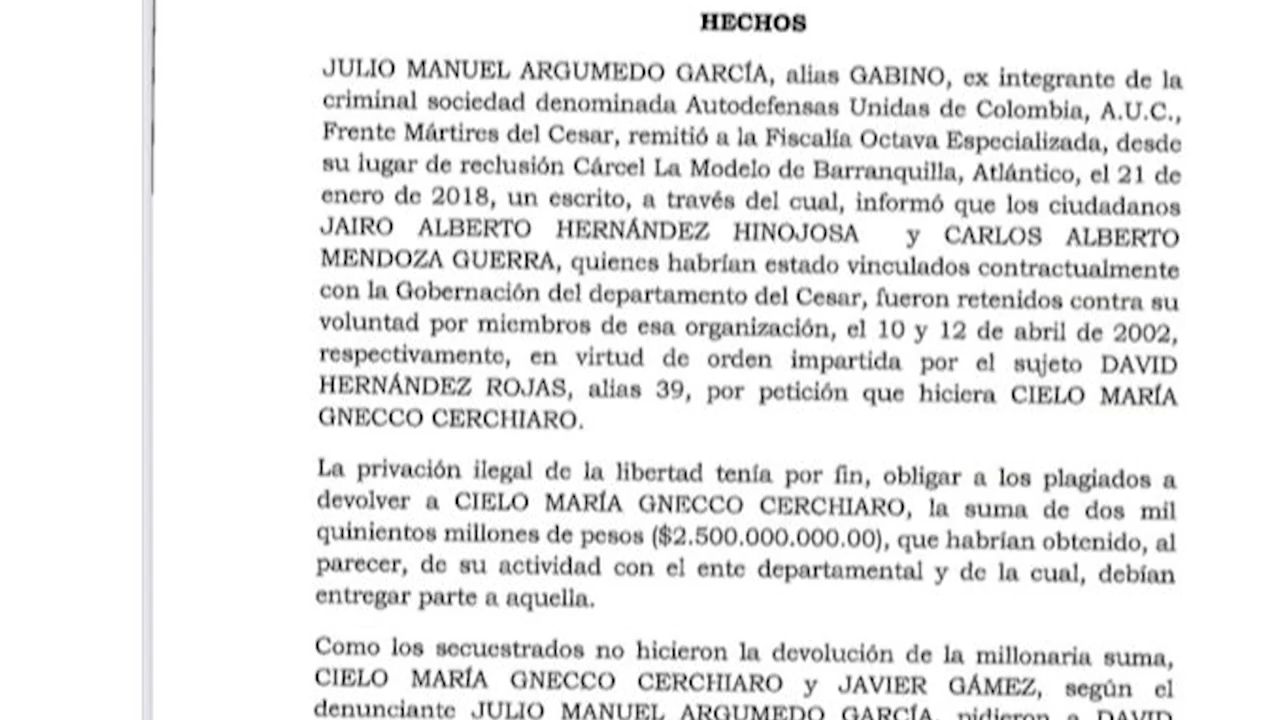 HECHOS
JULIO MANUEL ARGUMEDO GARCÍA, alias GABINO, ex integrante de la
criminal sociedad denominada Autodefensas Unidas de Colombia, A.U.C.,
Frente Mártires del Cesar, remitió a la Fiscalía Octava Especializada, desde
su lugar de reclusión Cárcel La Modelo de Barranquilla, Atlántico, el 21 de
enero de 2018, un escrito, a través del cual, informó que los ciudadanos
JAIRO ALBERTO HERNÁNDEZ HINOJOSA y CARLOS ALBERTO
MENDOZA GUERRA, quienes habrían estado vinculados contractualmente
con la Gobernación del departamento del Cesar, fueron retenidos contra su
voluntad por miembros de esa organización, el 10 y 12 de abril de 2002,
respectivamente, en virtud de orden impartida por el sujeto DAVID
HERNÁNDEZ ROJAS, alias 39, por petición que hiciera CIELO MARÍA
GNECCO CERCHIARO.
La privación ilegal de la libertad tenía por fin, obligar a los plagiados a
devolver a CIELO MARÍA GNECCO CERCHIARO, la suma de dos mil
quinientos millones de pesos ($2.500.000.000.00), que habrían obtenido, al
parecer, de su actividad con el ente departamental y de la cual, debían
entregar parte a aquella.
Como los secuestrados no hicieron la devolución de la millonaria suma,
CIELO MARÍA GNECCO CERCHIARO y JAVIER GÁMEZ, según el
denunciante JULIO MANUEL ARGUMEDO GARCÍA, pidieron a DAVID